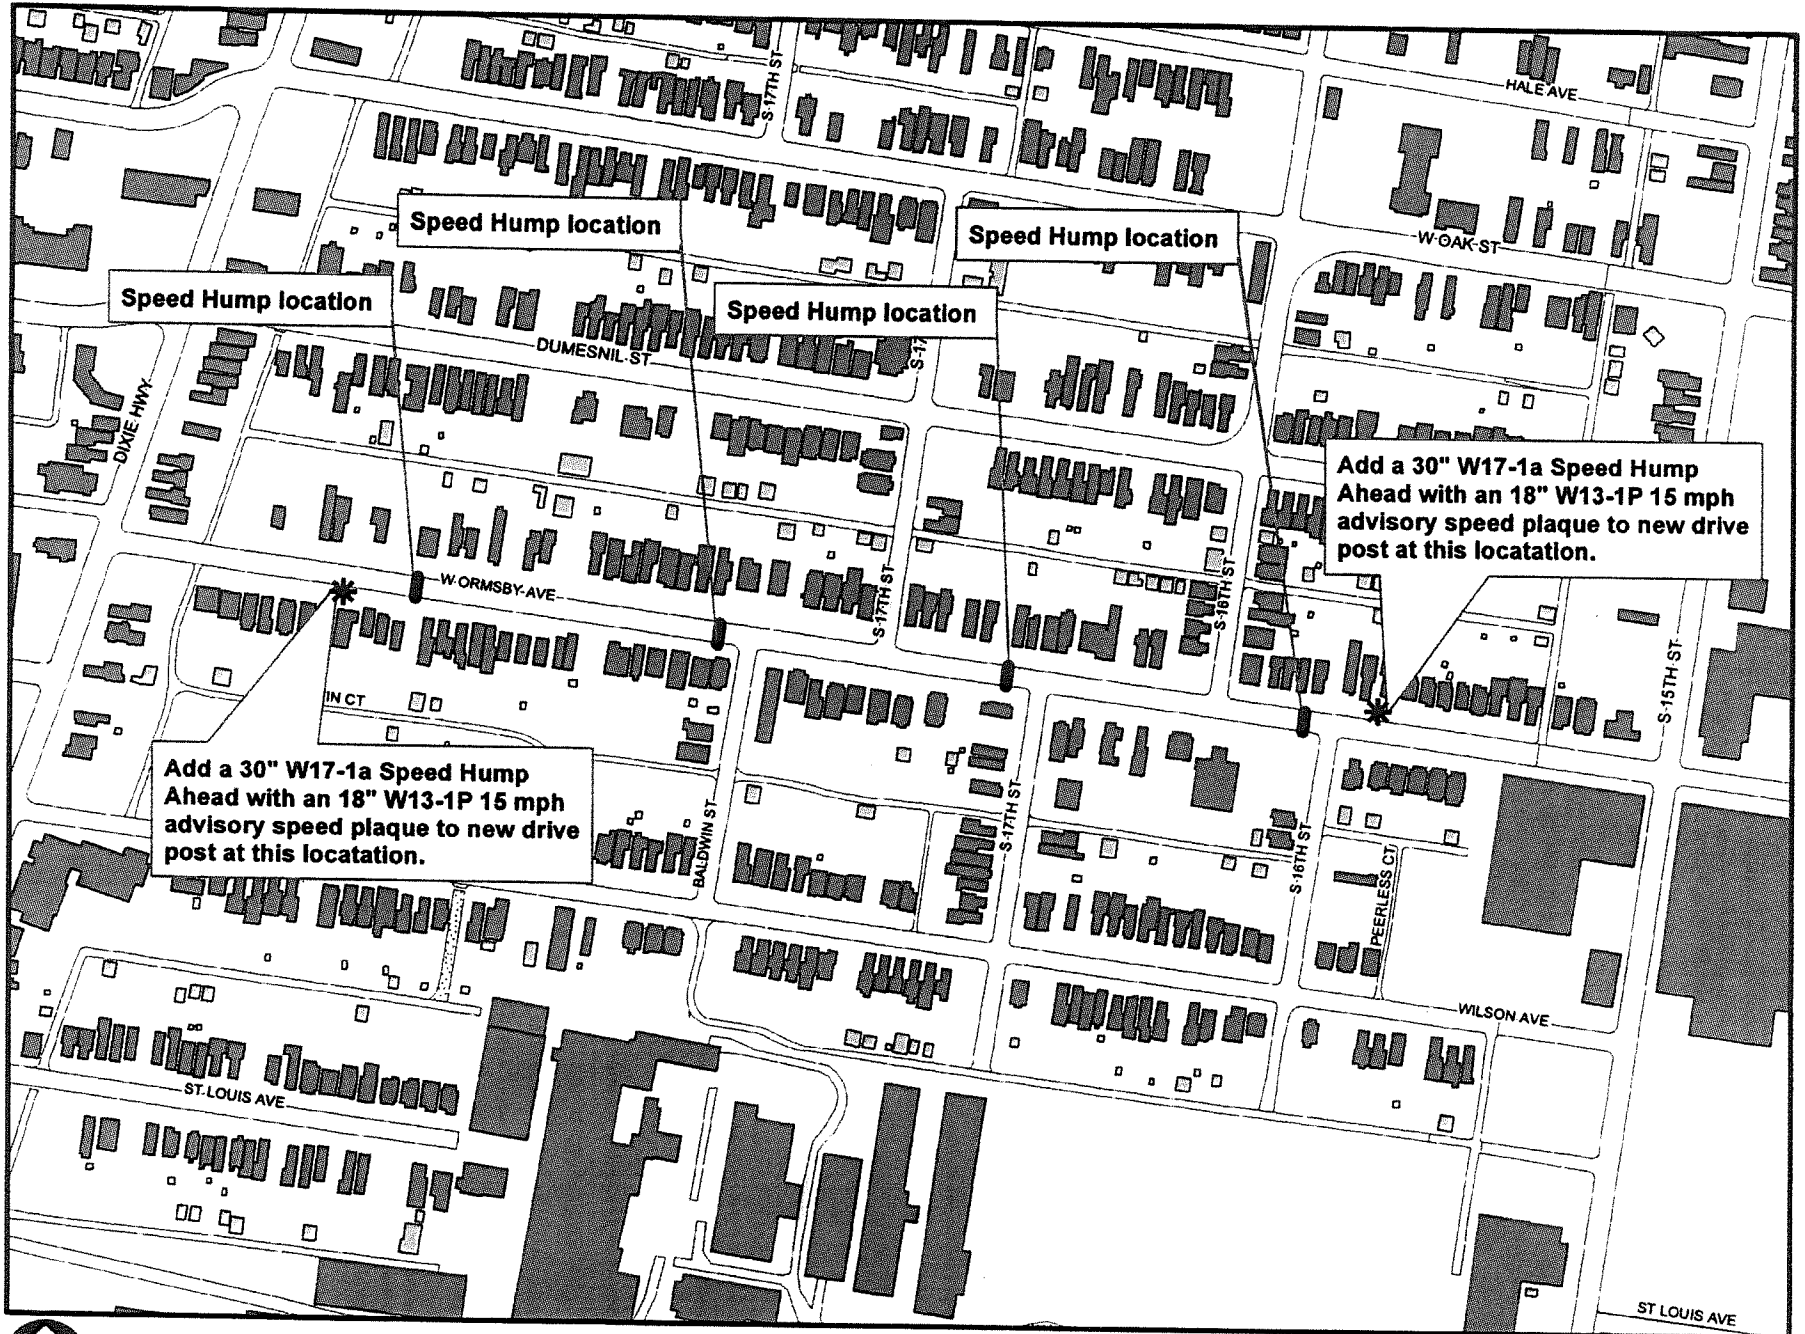 S 17TH ST
HALE AVE
Speed Hump location
Speed Hump location
W OAK ST
Speed Hump location
Speed Hump location
DUMESNIL ST
S 17
DIXIE HWY
Add a 30" W17-1a Speed Hump
Ahead with an 18" W13-1P 15 mph
advisory speed plaque to new drive
post at this locatation.
W ORMSBY AVE
S 17TH ST
S 16TH ST
S 15TH ST
IN CT
Add a 30" W17-1a Speed Hump
Ahead with an 18" W13-1P 15 mph
advisory speed plaque to new drive
post at this locatation.
BALDWIN ST
S 17TH ST
S 16TH ST
PEERLESS CT
WILSON AVE
ST LOUIS AVE
ST LOUIS AVE